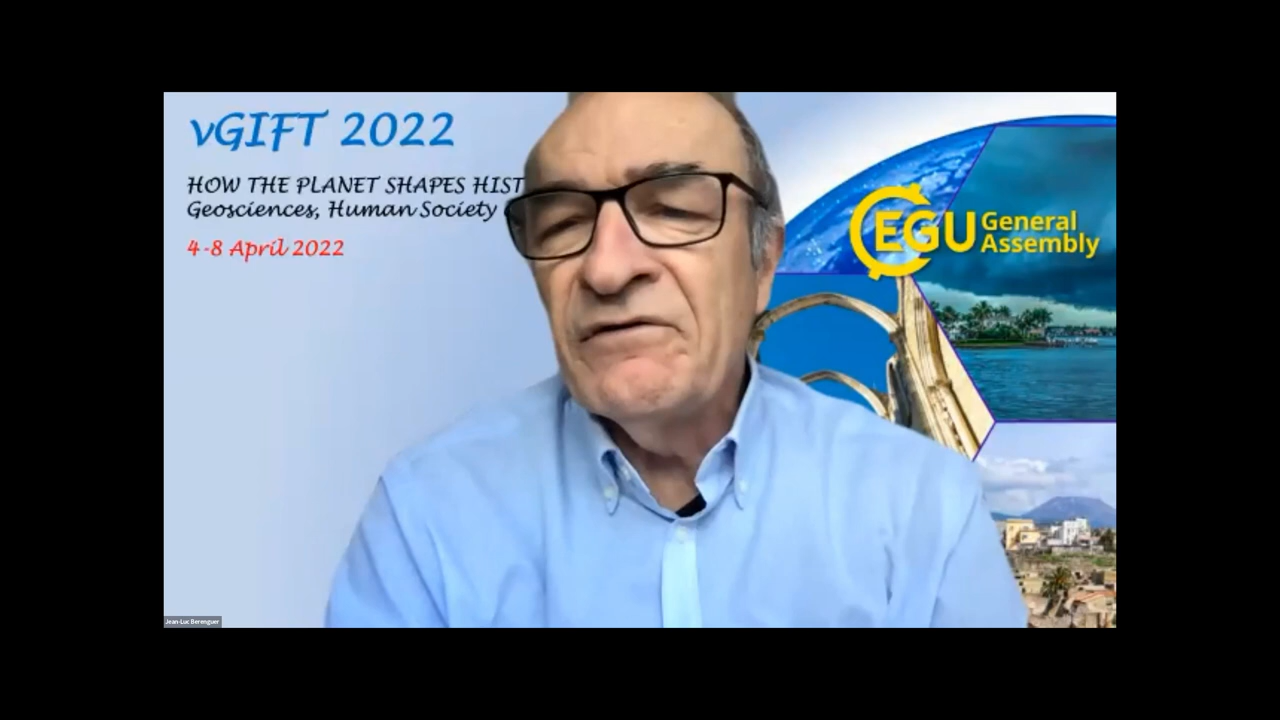 vGIFT 2022
HOW THE PLANET SHAPES HIST
Geosciences, Human Society
4-8 April 2022
EGU General
Assembly
Jean-Luc Berenguer